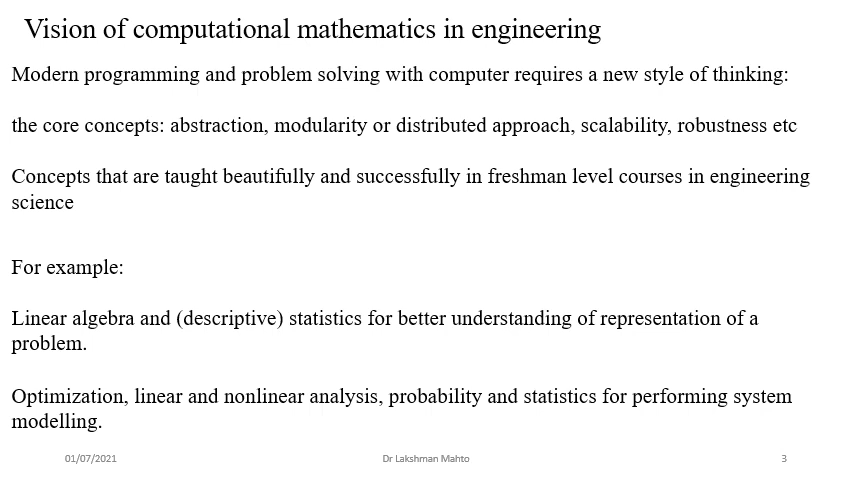 Vision of computational mathematics in engineering
Modern programming and problem solving with computer requires a new style of thinking:
the core concepts: abstraction, modularity or distributed approach, scalability, robustness etc
Concepts that are taught beautifully and successfully in freshman level courses in engineering
science
For example:
Linear algebra and (descriptive) statistics for better understanding of representation of a
problem.
Optimization, linear and nonlinear analysis, probability and statistics for performing system
modelling.
01/07/2021
Dr Lakshman Mahto
3